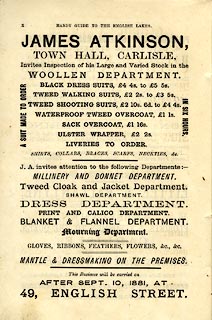 X HANDY GUIDE TO THE ENGLISH LAKES.
JAMES ATKINSON,
TOWN HALL, CARLISLE,
Invites Inspection of his Large and Varied Stock in the
WOOLLEN DEPARTMENT.
A SUIT MADE TO ORDER
BLACK DRESS SUITS, £4 4s. to £5 5s.
TWEED WALKING SUITS, £2 2s. to £3 5s.
TWEED SHOOTING SUITS, £2 10s. 6d. to £4 4s.
WATERPROOF TWEED OVERCOAT, £1 1s.
SACK OVERCOAT, £1 10s.
ULSTER WRAPPER, £2 2s.
LIVERIES TO ORDER.
IN SIX HOURS.
SHIRTS, COLLARS, BRACES, SCARFS, NECKTIES, &c.
J. A. invites attention to the following Departments:—
MILLINERY AND BONNET DEPARTMENT.
Tweed Cloak and Jacket Department.
SHAWL DEPARTMENT.
DRESS DEPARTMENT.
PRINT AND CALICO DEPARTMENT.
BLANKET & FLANNEL DEPARTMENT.
Mourning Department.
GLOVES, RIBBONS, FEATHERS, FLOWERS, &c., &c.
MANTLE & DRESSMAKING ON THE PREMISES.
This Business will be carried on
AFTER SEPT. 10, 1881, AT
49, ENGLISH STREET.